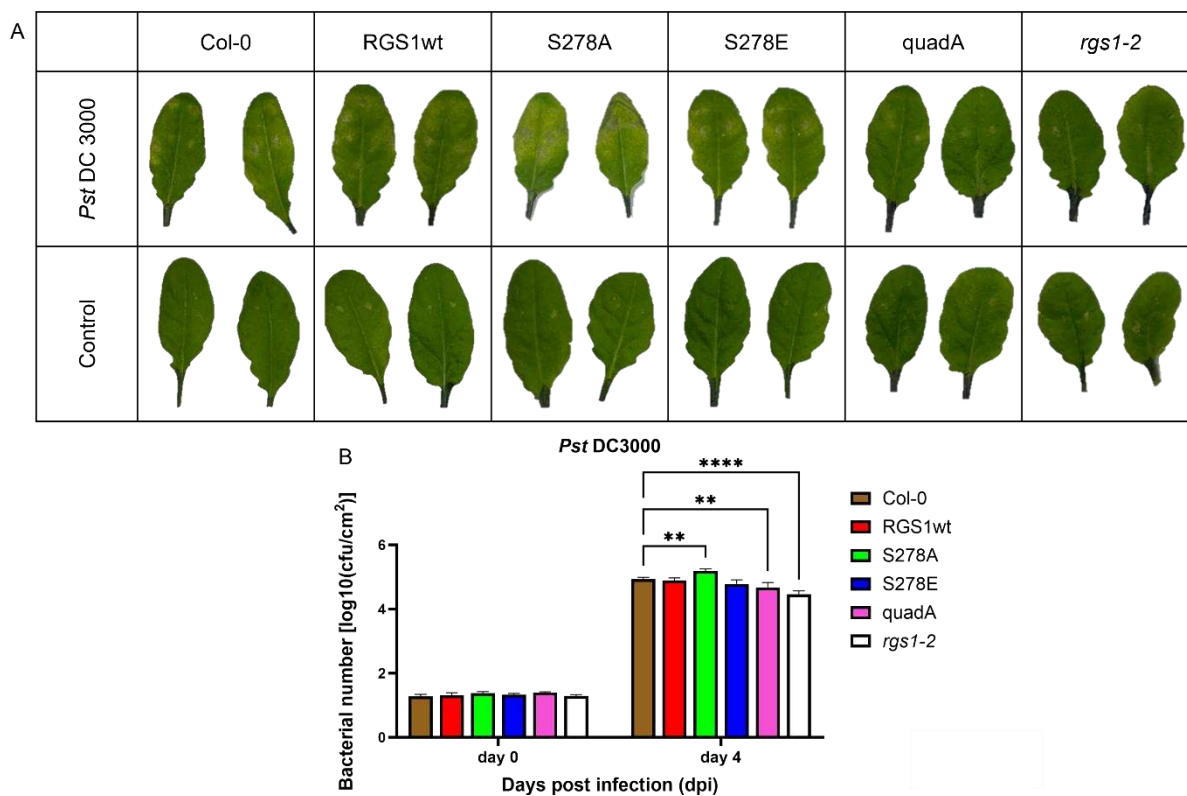 A
Col-0 RGS1wt S278A S278E quadA rgs1-2
Pst DC 3000
Control
B
Pst DC3000
Bacterial number [log10(cfu/cm²)]
6
4
2
0
** ** ****
day 0 day 4
Days post infection (dpi)
Col-0
RGS1wt
S278A
S278E
quadA
rgs1-2